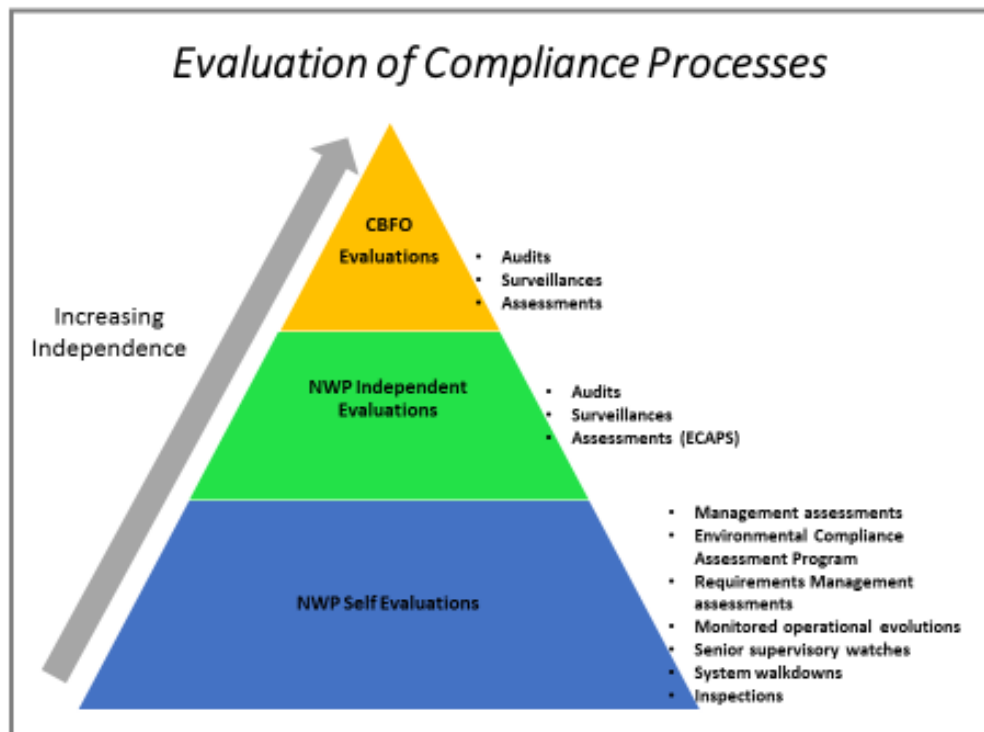 Evaluation of Compliance Processes
CBFO
Evaluations
• Audits
• Surveillances
• Assessments
Increasing
Independence
NWP Independent
Evaluations
• Audits
• Surveillances
• Assessments (ECAPS)
NWP Self Evaluations
• Management assessments
• Environmental Compliance
Assessment Program
• Requirements Management
assessments
• Monitored operational evolutions
• Senior supervisory watches
• System walkdowns
• Inspections